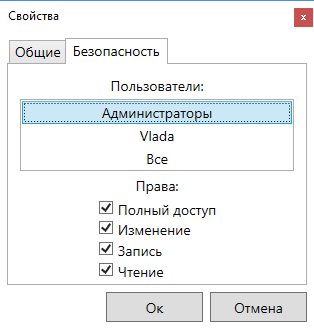 Свойства
Общие Безопасность
Пользователи:
Администраторы
Vlada
Все
Права:
Полный доступ
Изменение
Запись
Чтение
Ок Отмена